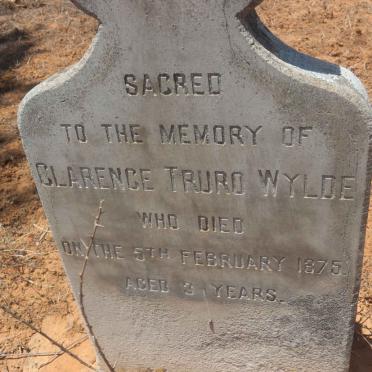 SACRED
TO THE MEMORY OF
CLARENCE TRURO WYLDE
WHO DIED
ON THE 5TH FEBRUARY 1875.
AGED 3 YEARS.